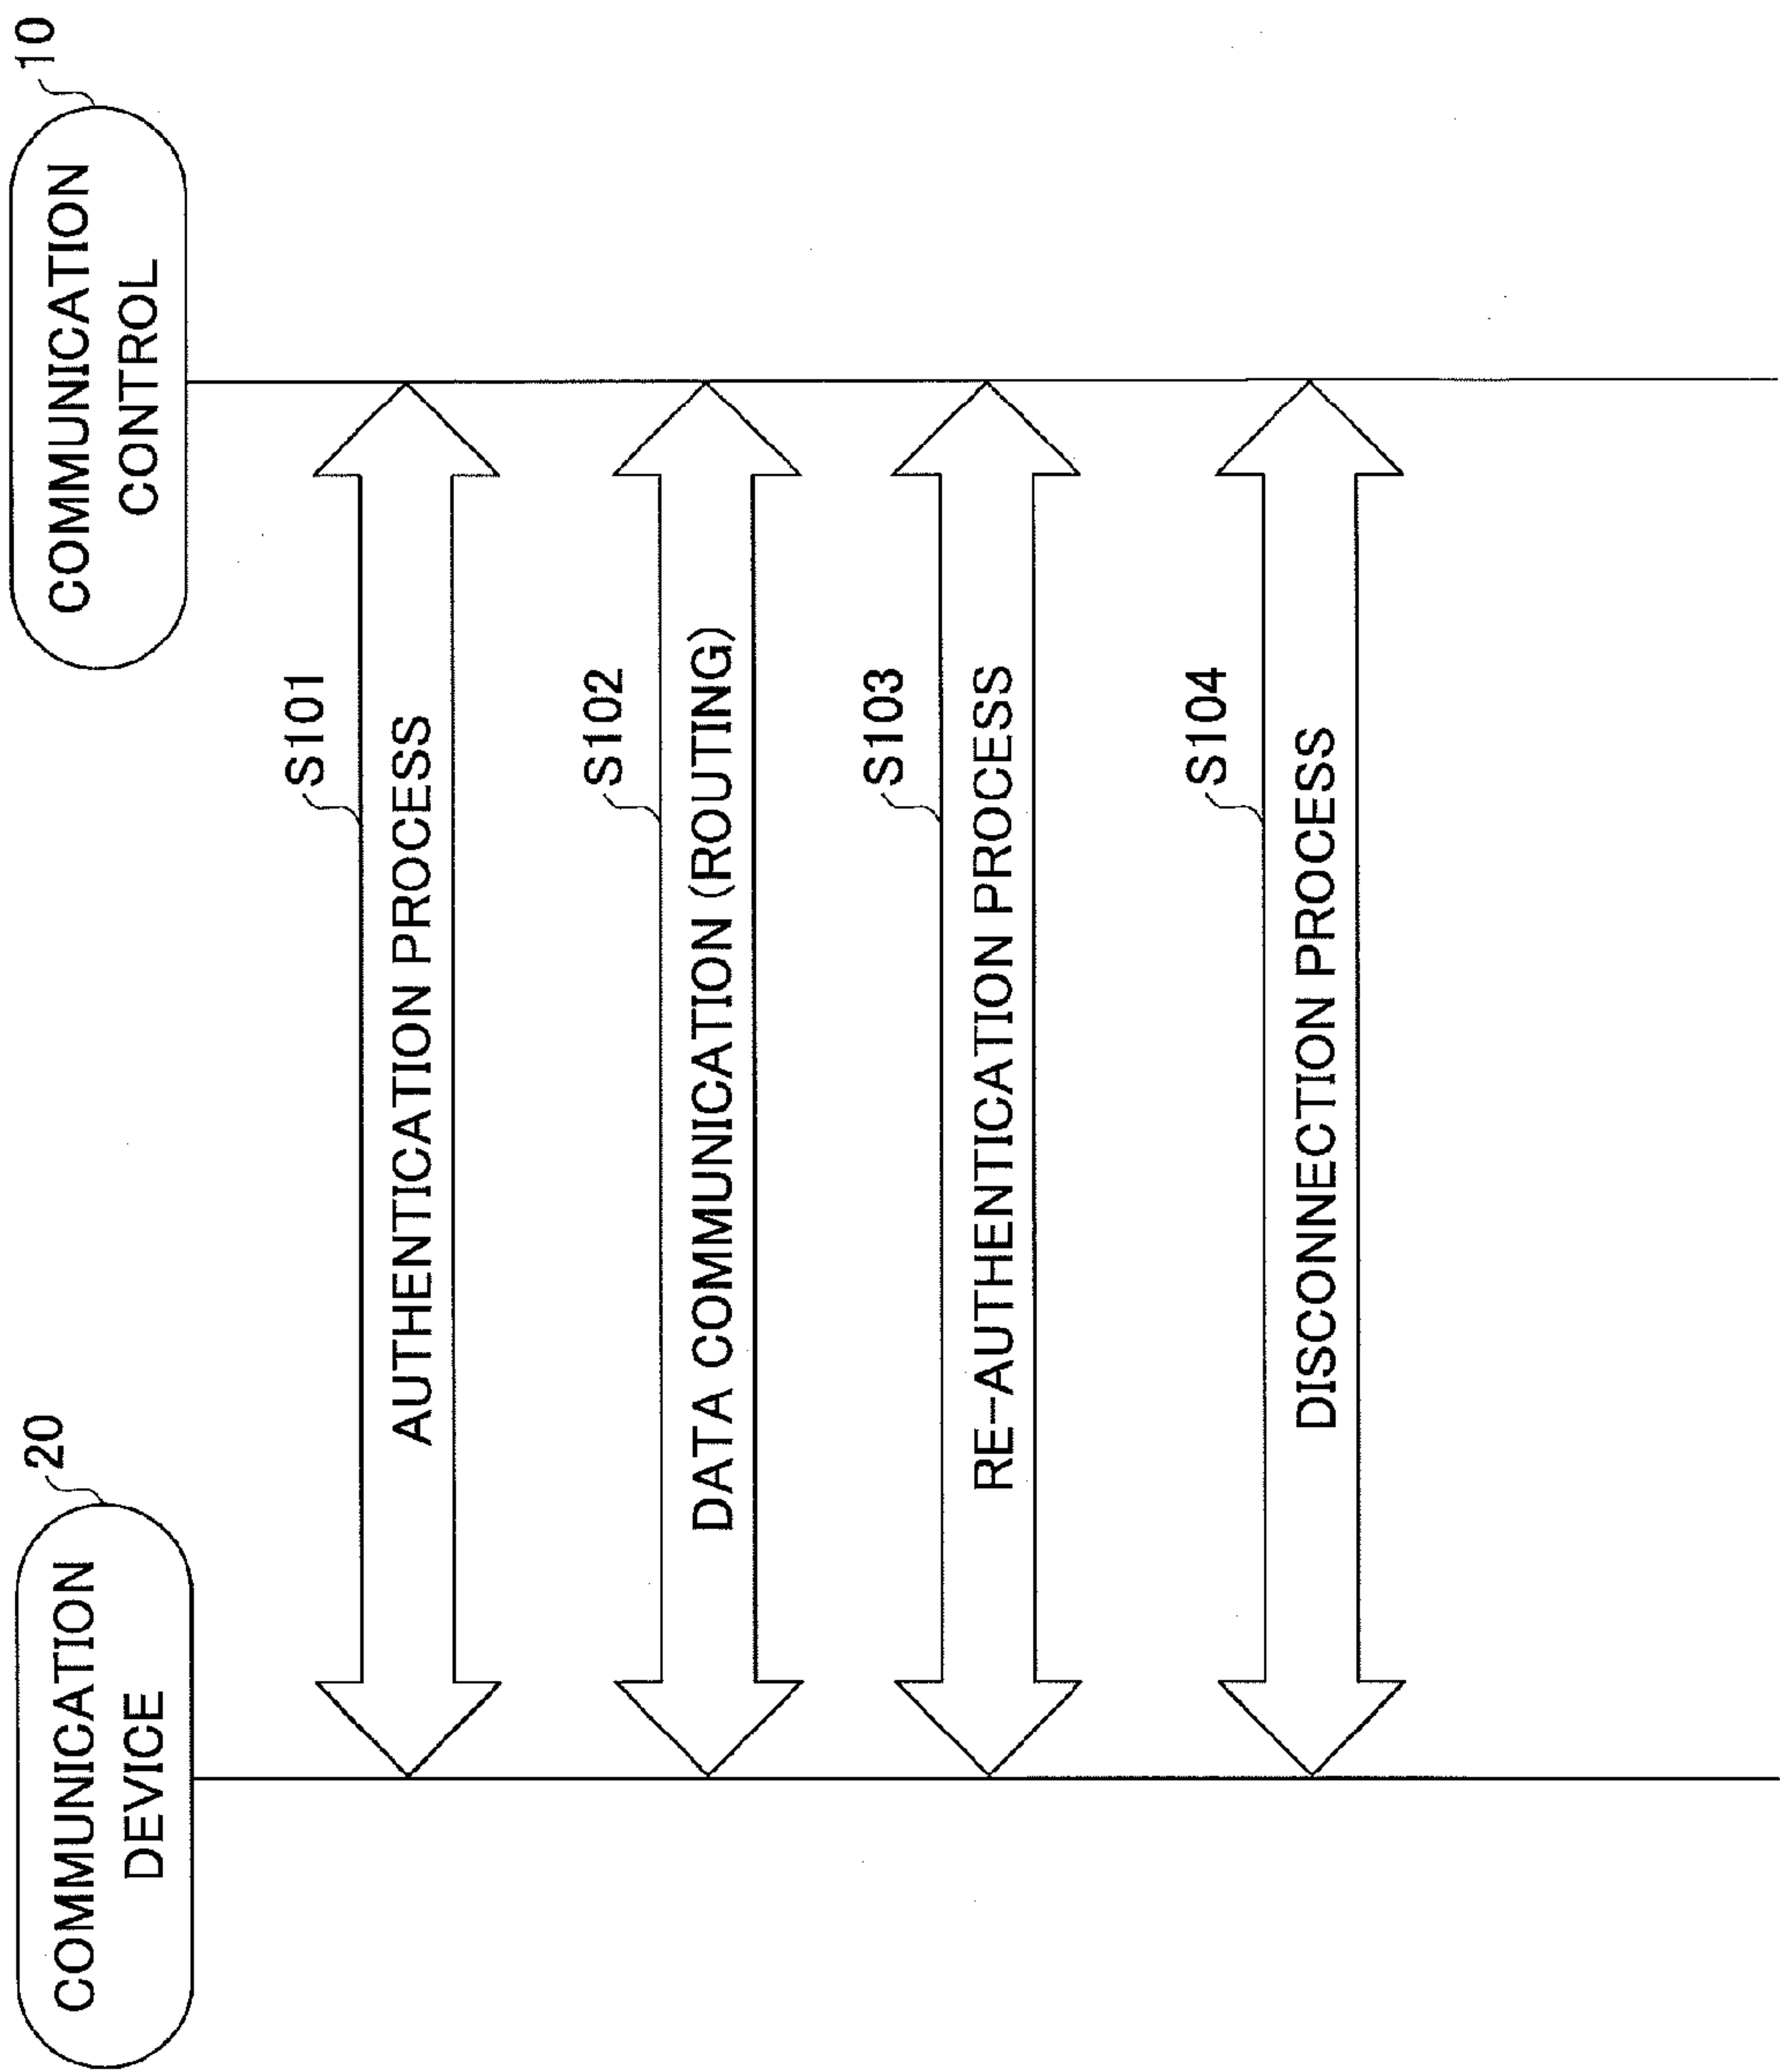 COMMUNICATION
DEVICE
20
COMMUNICATION
CONTROL
10
S101
AUTHENTICATION PROCESS
S102
DATA COMMUNICATION (ROUTING)
S103
RE-AUTHENTICATION PROCESS
S104
DISCONNECTION PROCESS